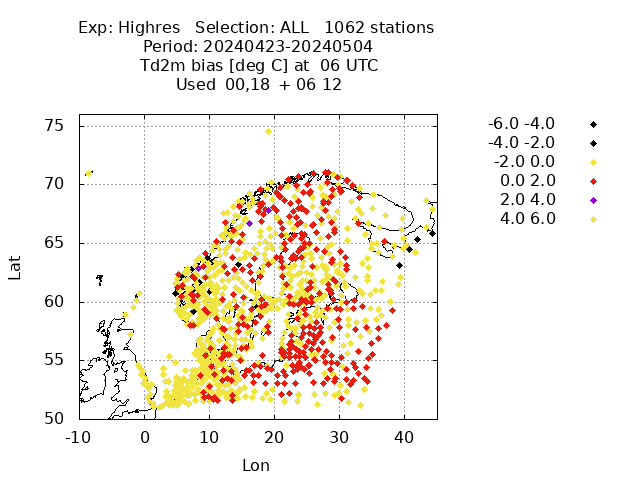 Exp: Highres Selection: ALL 1062 stations
Period: 20240423-20240504
Td2m bias [deg C] at 06 UTC
Used 00,18 + 06 12
-6.0 -4.0
-4.0 -2.0
-2.0 0.0
0.0 2.0
2.0 4.0
4.0 6.0
75
70
65
60
55
50
Lat
-10 0 10 20 30 40
Lon